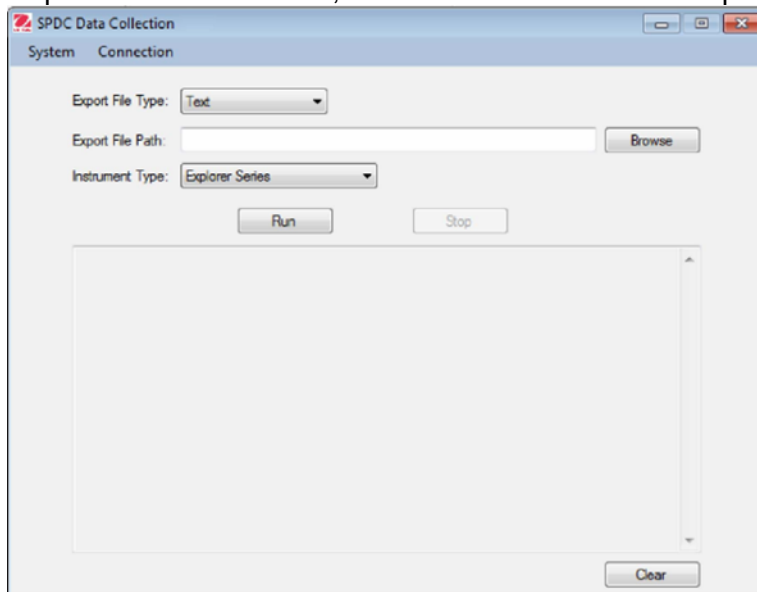 SPDC Data Collection
System Connection
Export File Type: Text
Export File Path: Browse
Instrument Type: Explorer Series
Run Stop
Clear